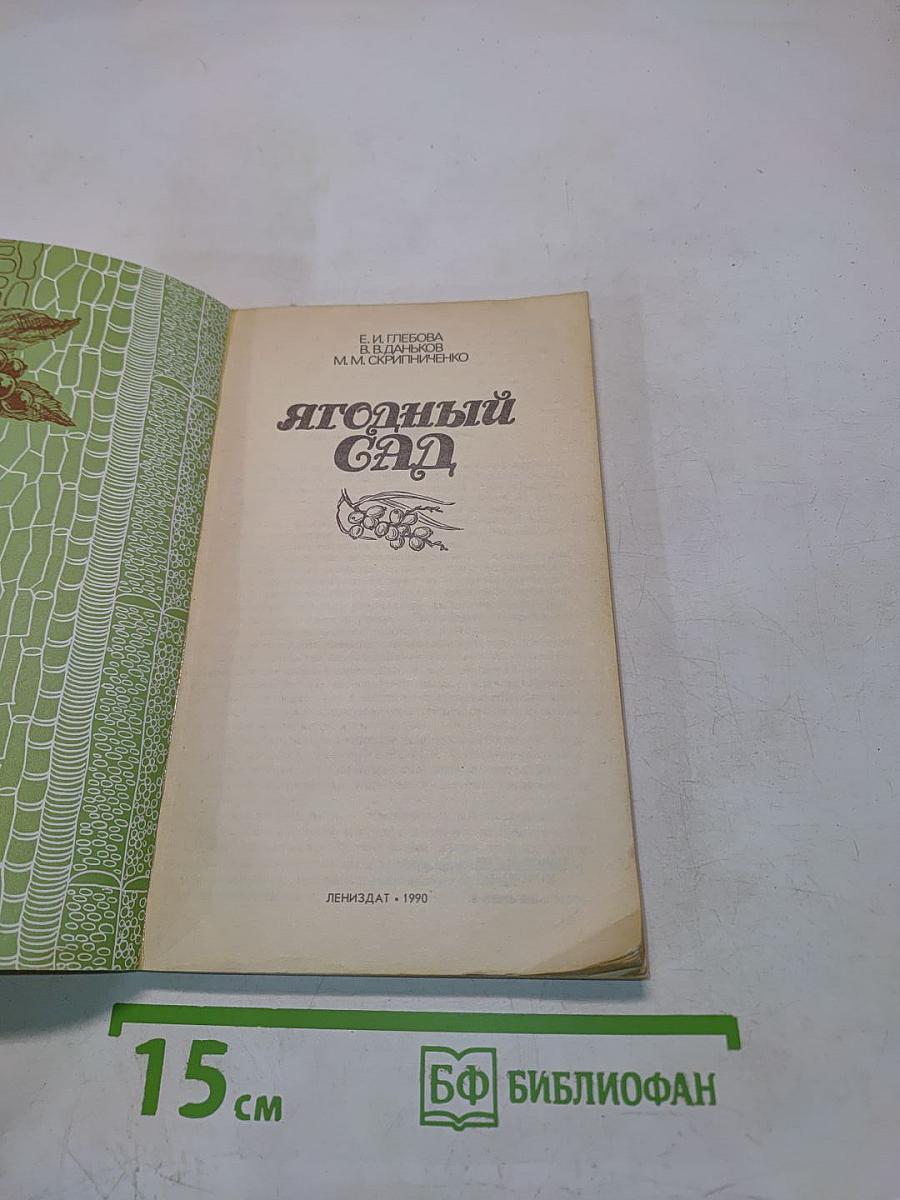 Е. И. ГЛЕБОВА
В. В. ДАНЬКОВ
М. М. СКРИПНИЧЕНКО
ЯГОДНЫЙ
САД
ЛЕНИЗДАТ • 1990
15 см
БФ БИБЛИОФАН